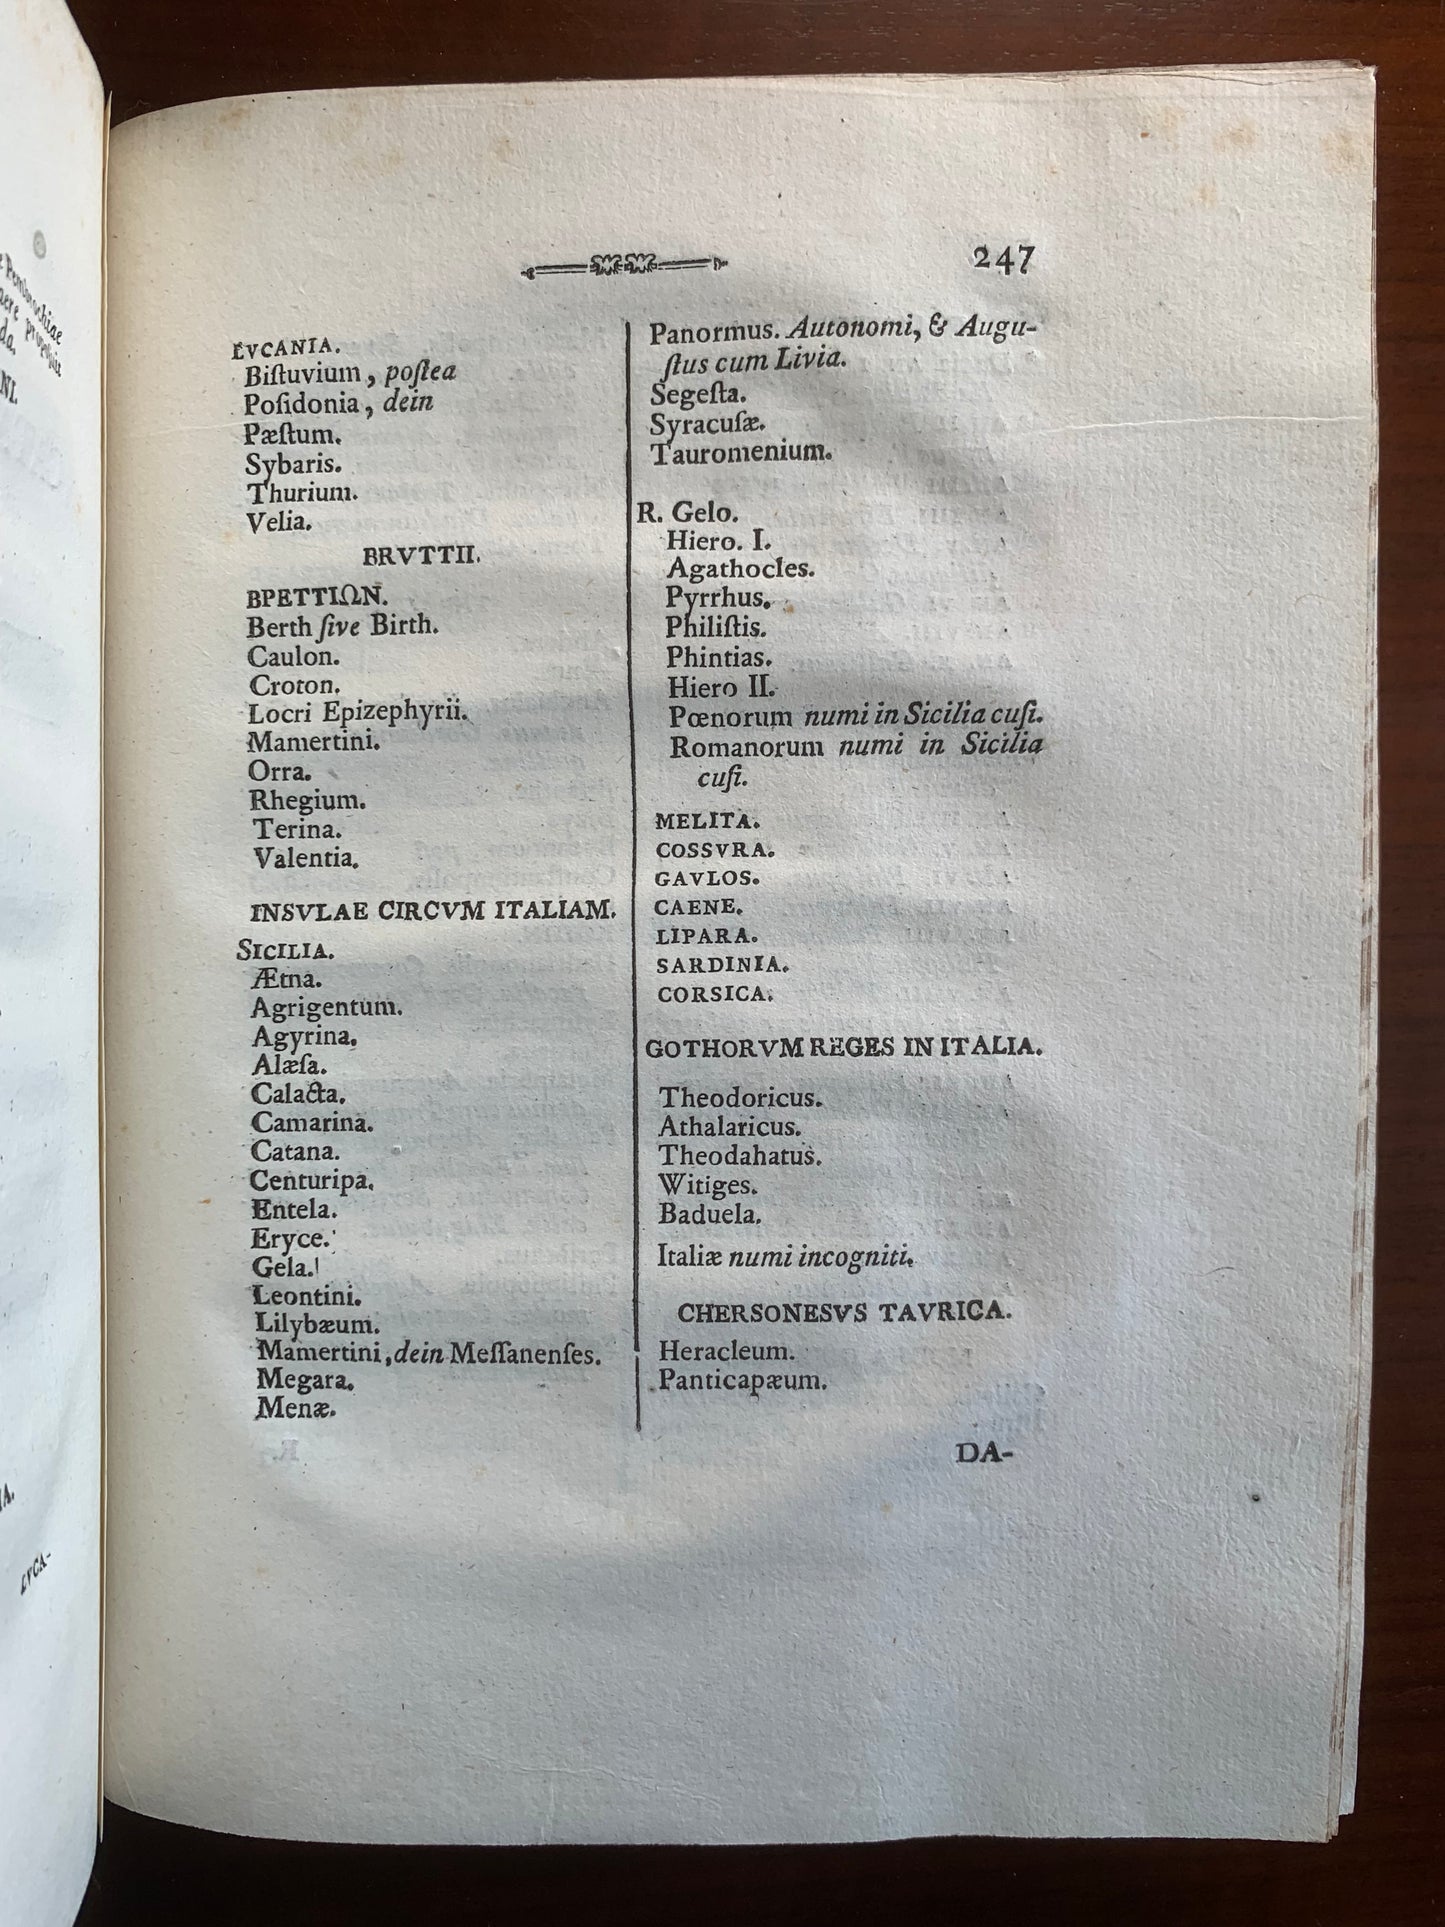 247
LVCANIA.
Biſtuvium, poſtea
Poſidonia, dein
Pæſtum.
Sybaris.
Thurium.
Velia.
BRVTTII.
BPETTIΩN.
Berth ſive Birth.
Caulon.
Croton.
Locri Epizephyrii.
Mamertini.
Orra.
Rhegium.
Terina.
Valentia.
INSVLAE CIRCVM ITALIAM.
SICILIA.
Ætna.
Agrigentum.
Agyrina.
Alæſa.
Calacta.
Camarina.
Catana.
Centuripa.
Entela.
Eryce.
Gela.
Leontini.
Lilybæum.
Mamertini, dein Meſſanenſes.
Megara.
Menæ.
Panormus. Autonomi, & Augu-
ſtus cum Livia.
Segeſta.
Syracuſæ.
Tauromenium.
R. Gelo.
Hiero. I.
Agathocles.
Pyrrhus.
Philiſtis.
Phintias.
Hiero II.
Pœnorum numi in Sicilia cuſi.
Romanorum numi in Sicilia
cuſi.
MELITA.
COSSVRA.
GAVLOS.
CAENE.
LIPARA.
SARDINIA.
CORSICA.
GOTHORVM REGES IN ITALIA.
Theodoricus.
Athalaricus.
Theodahatus.
Witiges.
Baduela.
Italiæ numi incogniti.
CHERSONESVS TAVRICA.
Heracleum.
Panticapæum.
DA-
LVCA-